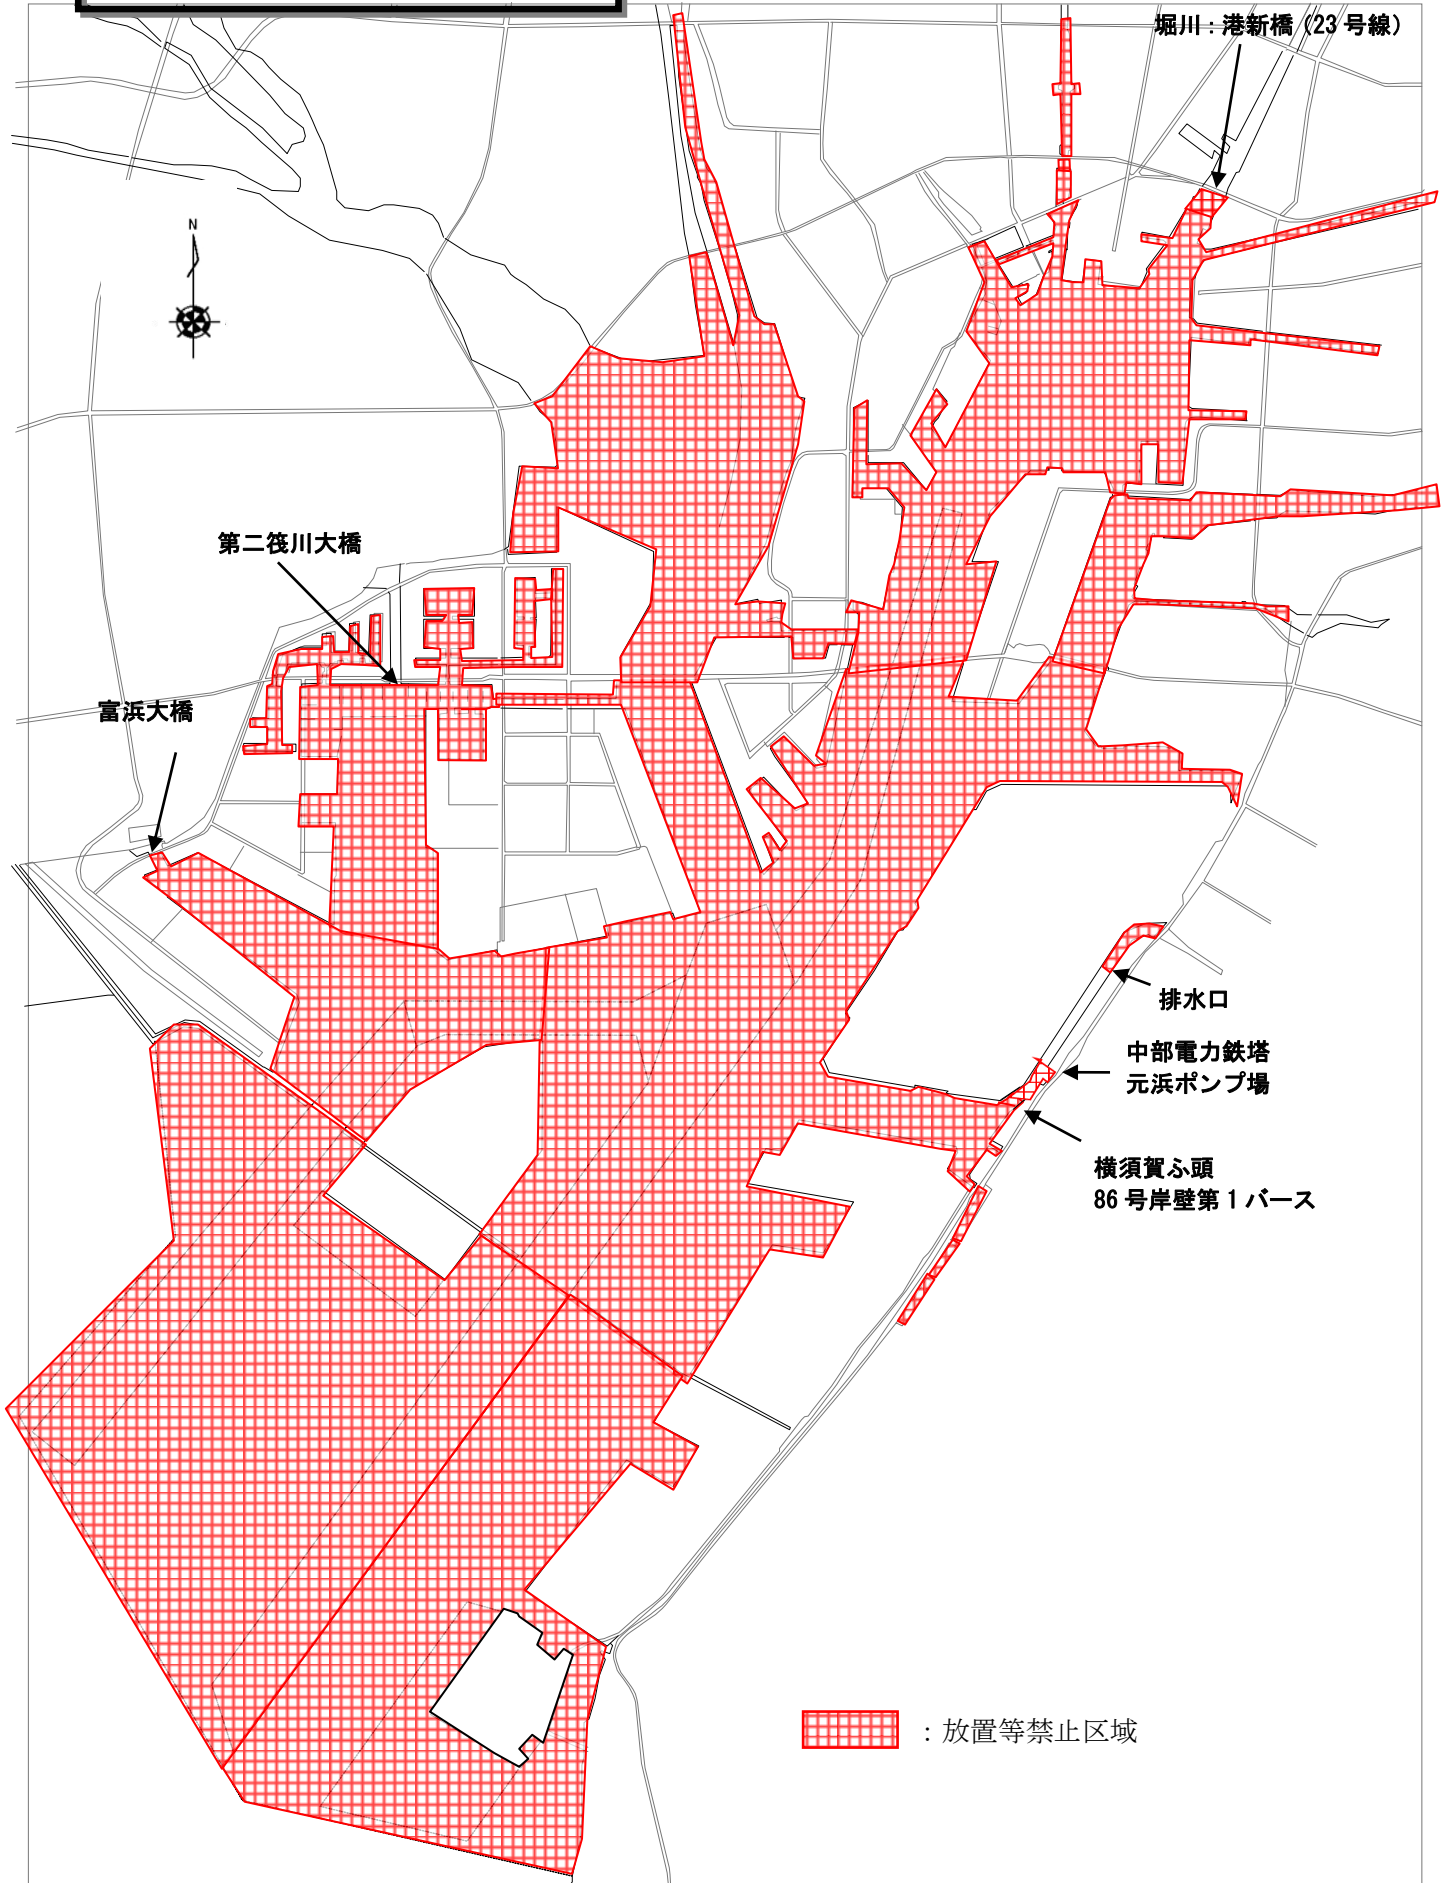 堀川:港新橋(23号線)
N
第二筏川大橋
富浜大橋
排水口
中部電力鉄塔
元浜ポンプ場
横須賀ふ頭
86号岸壁第1バース
:放置等禁止区域